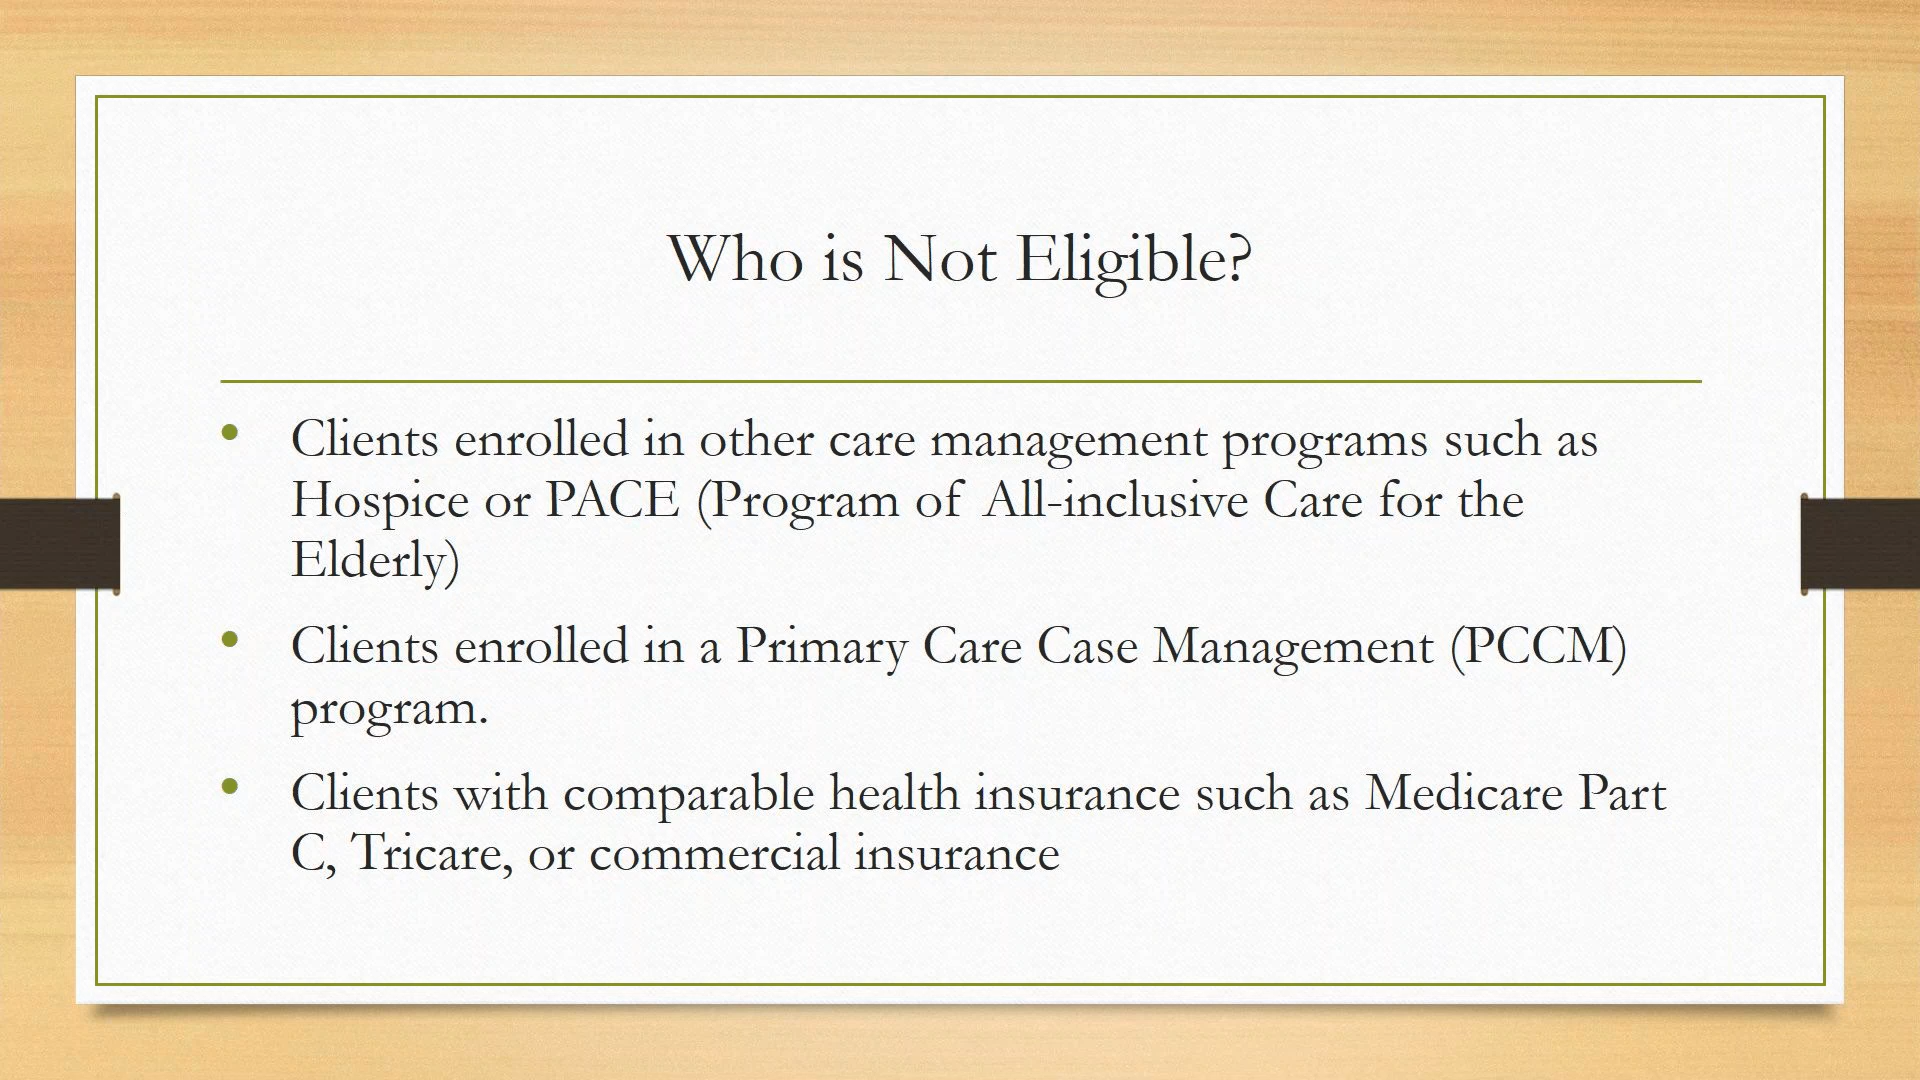 Who is Not Eligible?
• Clients enrolled in other care management programs such as
Hospice or PACE (Program of All-inclusive Care for the
Elderly)
• Clients enrolled in a Primary Care Case Management (PCCM)
program.
• Clients with comparable health insurance such as Medicare Part
C, Tricare, or commercial insurance